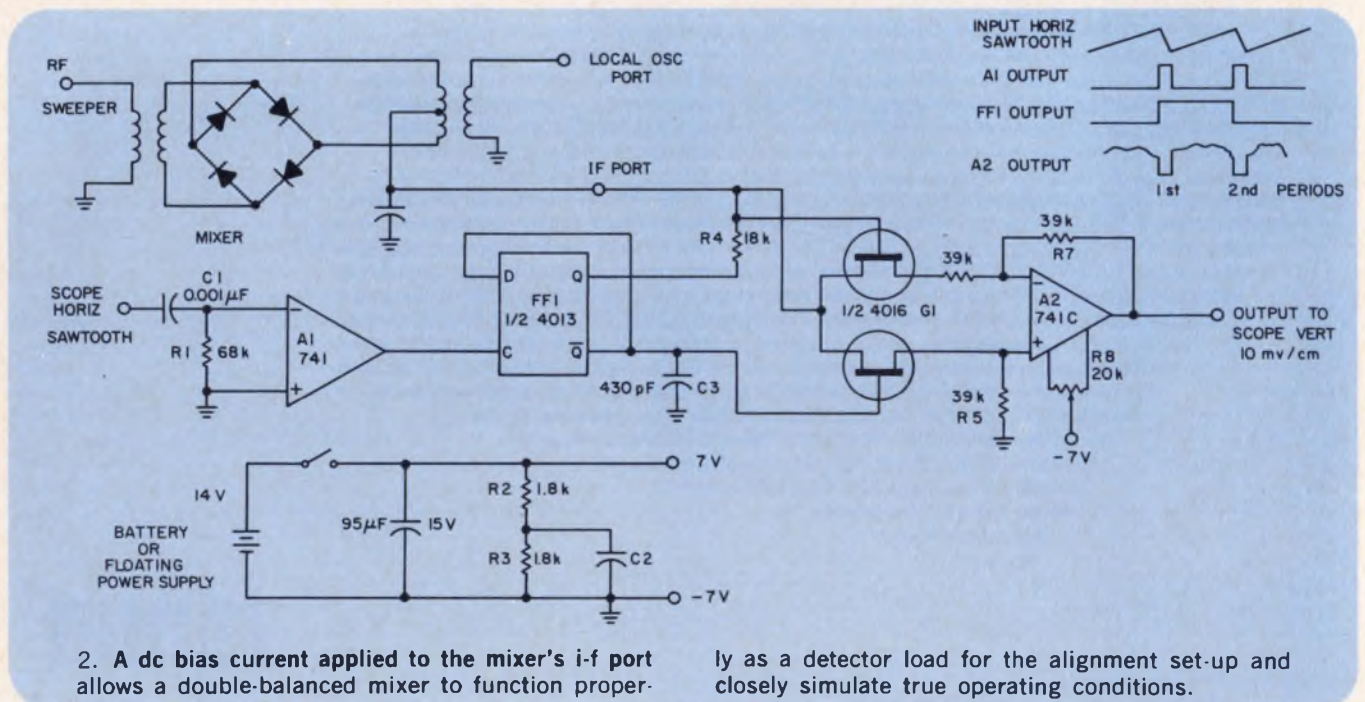 RF
SWEEPER
LOCAL OSC
PORT
IF PORT
MIXER
INPUT HORIZ
SAWTOOTH
A1 OUTPUT
FF1 OUTPUT
A2 OUTPUT
1 st 2 nd PERIODS
SCOPE
HORIZ
SAWTOOTH
C1
0.001μF
R1 68k
A1
741
−
+
D Q
FF1
1/2 4013
C Q̅
R4 18k
430 pF C3
1/2 4016 G1
39k
39k
R7
−
A2
741C
+
R8
20k
39k
R5
−7V
OUTPUT TO
SCOPE VERT
10 mv/cm
14V
BATTERY
OR
FLOATING
POWER SUPPLY
95μF 15V
R2 1.8k
R3 1.8k
C2
7V
−7V
2. A dc bias current applied to the mixer's i-f port
allows a double-balanced mixer to function proper-
ly as a detector load for the alignment set-up and
closely simulate true operating conditions.